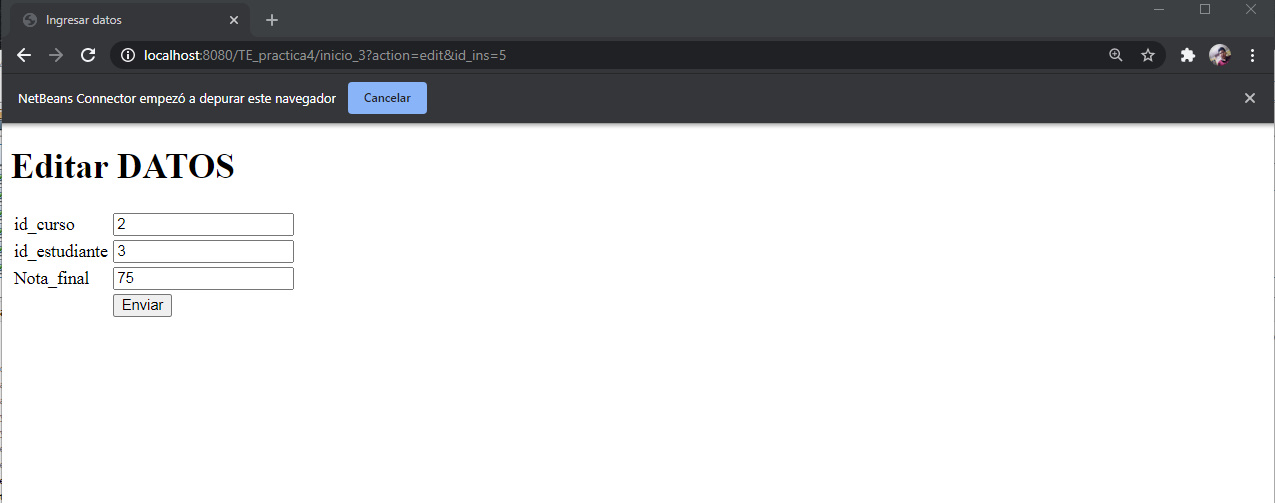 Ingresar datos
localhost:8080/TE_practica4/inicio_3?action=edit&id_ins=5
NetBeans Connector empezó a depurar este navegador Cancelar
Editar DATOS
id_curso 2
id_estudiante 3
Nota_final 75
Enviar